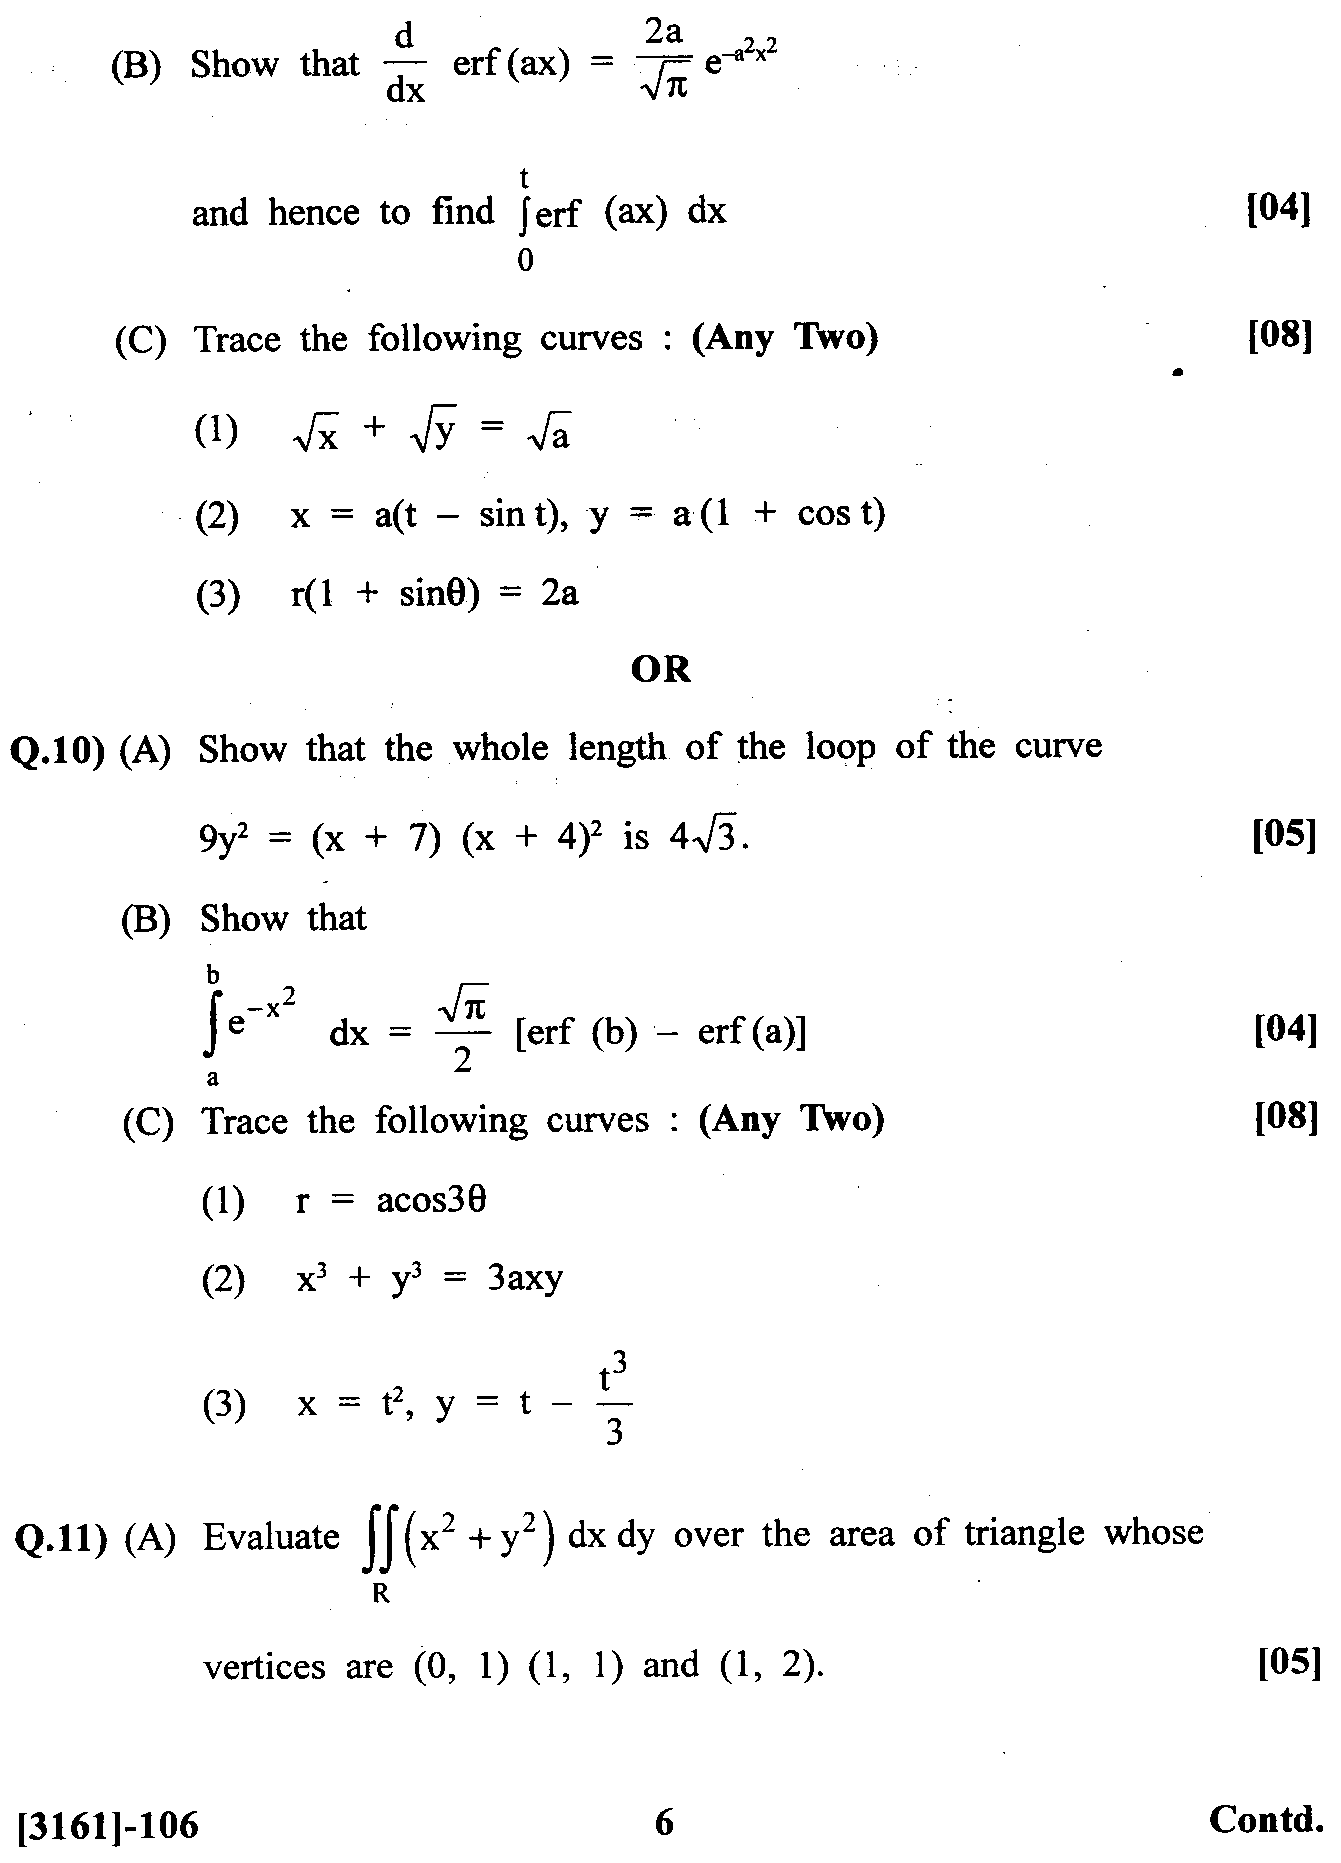 (B) Show that d/dx erf (ax) = 2a/√π e^(-a²x²)
and hence to find ∫₀ᵗ erf (ax) dx [04]
(C) Trace the following curves : (Any Two) [08]
(1) √x + √y = √a
(2) x = a(t – sin t), y = a (1 + cos t)
(3) r(1 + sinθ) = 2a
OR
Q.10) (A) Show that the whole length of the loop of the curve
9y² = (x + 7) (x + 4)² is 4√3. [05]
(B) Show that
∫ₐᵇ e^(-x²) dx = √π/2 [erf (b) – erf (a)] [04]
(C) Trace the following curves : (Any Two) [08]
(1) r = acos3θ
(2) x³ + y³ = 3axy
(3) x = t², y = t – t³/3
Q.11) (A) Evaluate ∬_R (x² + y²) dx dy over the area of triangle whose
vertices are (0, 1) (1, 1) and (1, 2). [05]
[3161]-106 6 Contd.